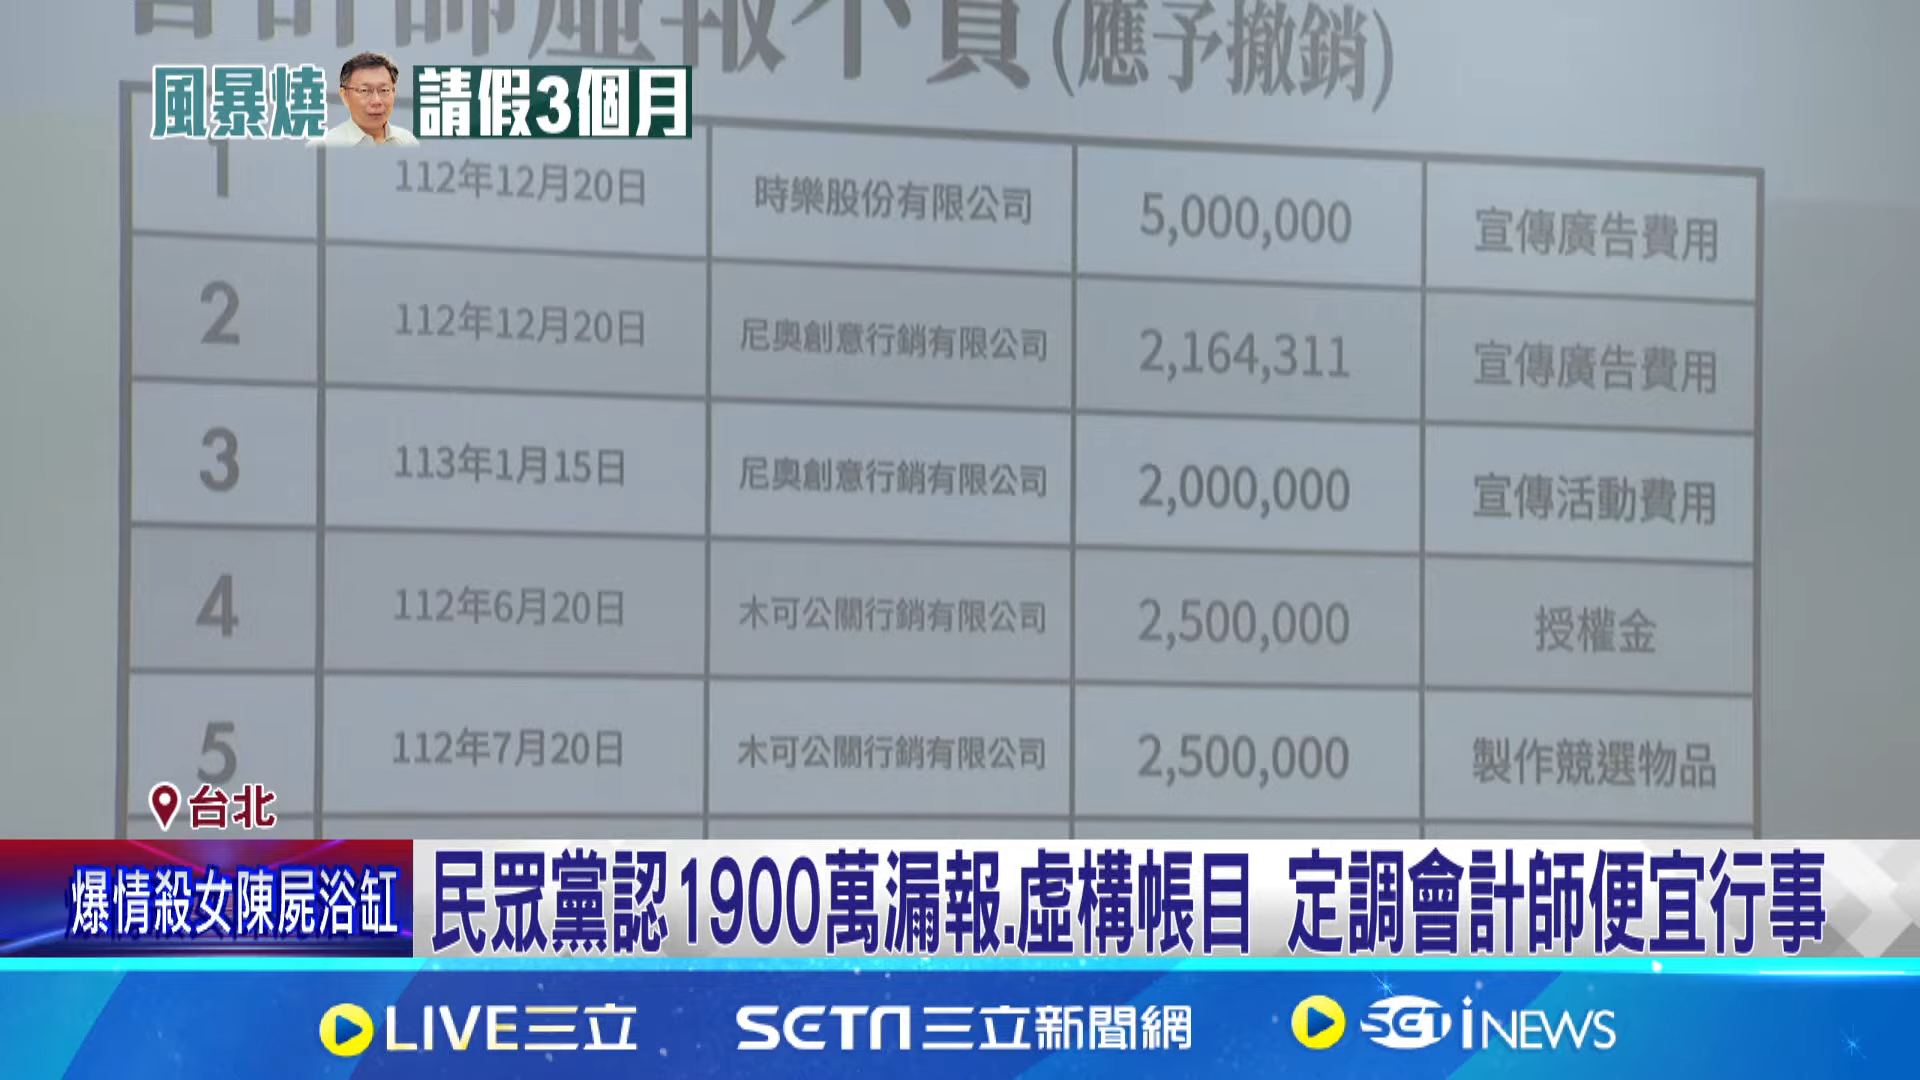 會計師虛報不實(應予撤銷)
風暴燒 請假3個月
1 112年12月20日 時樂股份有限公司 5,000,000 宣傳廣告費用
2 112年12月20日 尼奧創意行銷有限公司 2,164,311 宣傳廣告費用
3 113年1月15日 尼奧創意行銷有限公司 2,000,000 宣傳活動費用
4 112年6月20日 木可公關行銷有限公司 2,500,000 授權金
5 112年7月20日 木可公關行銷有限公司 2,500,000 製作競選物品
台北
爆情殺女陳屍浴缸 民眾黨認1900萬漏報.虛構帳目 定調會計師便宜行事
LIVE三立 SETN三立新聞網 SETiNEWS